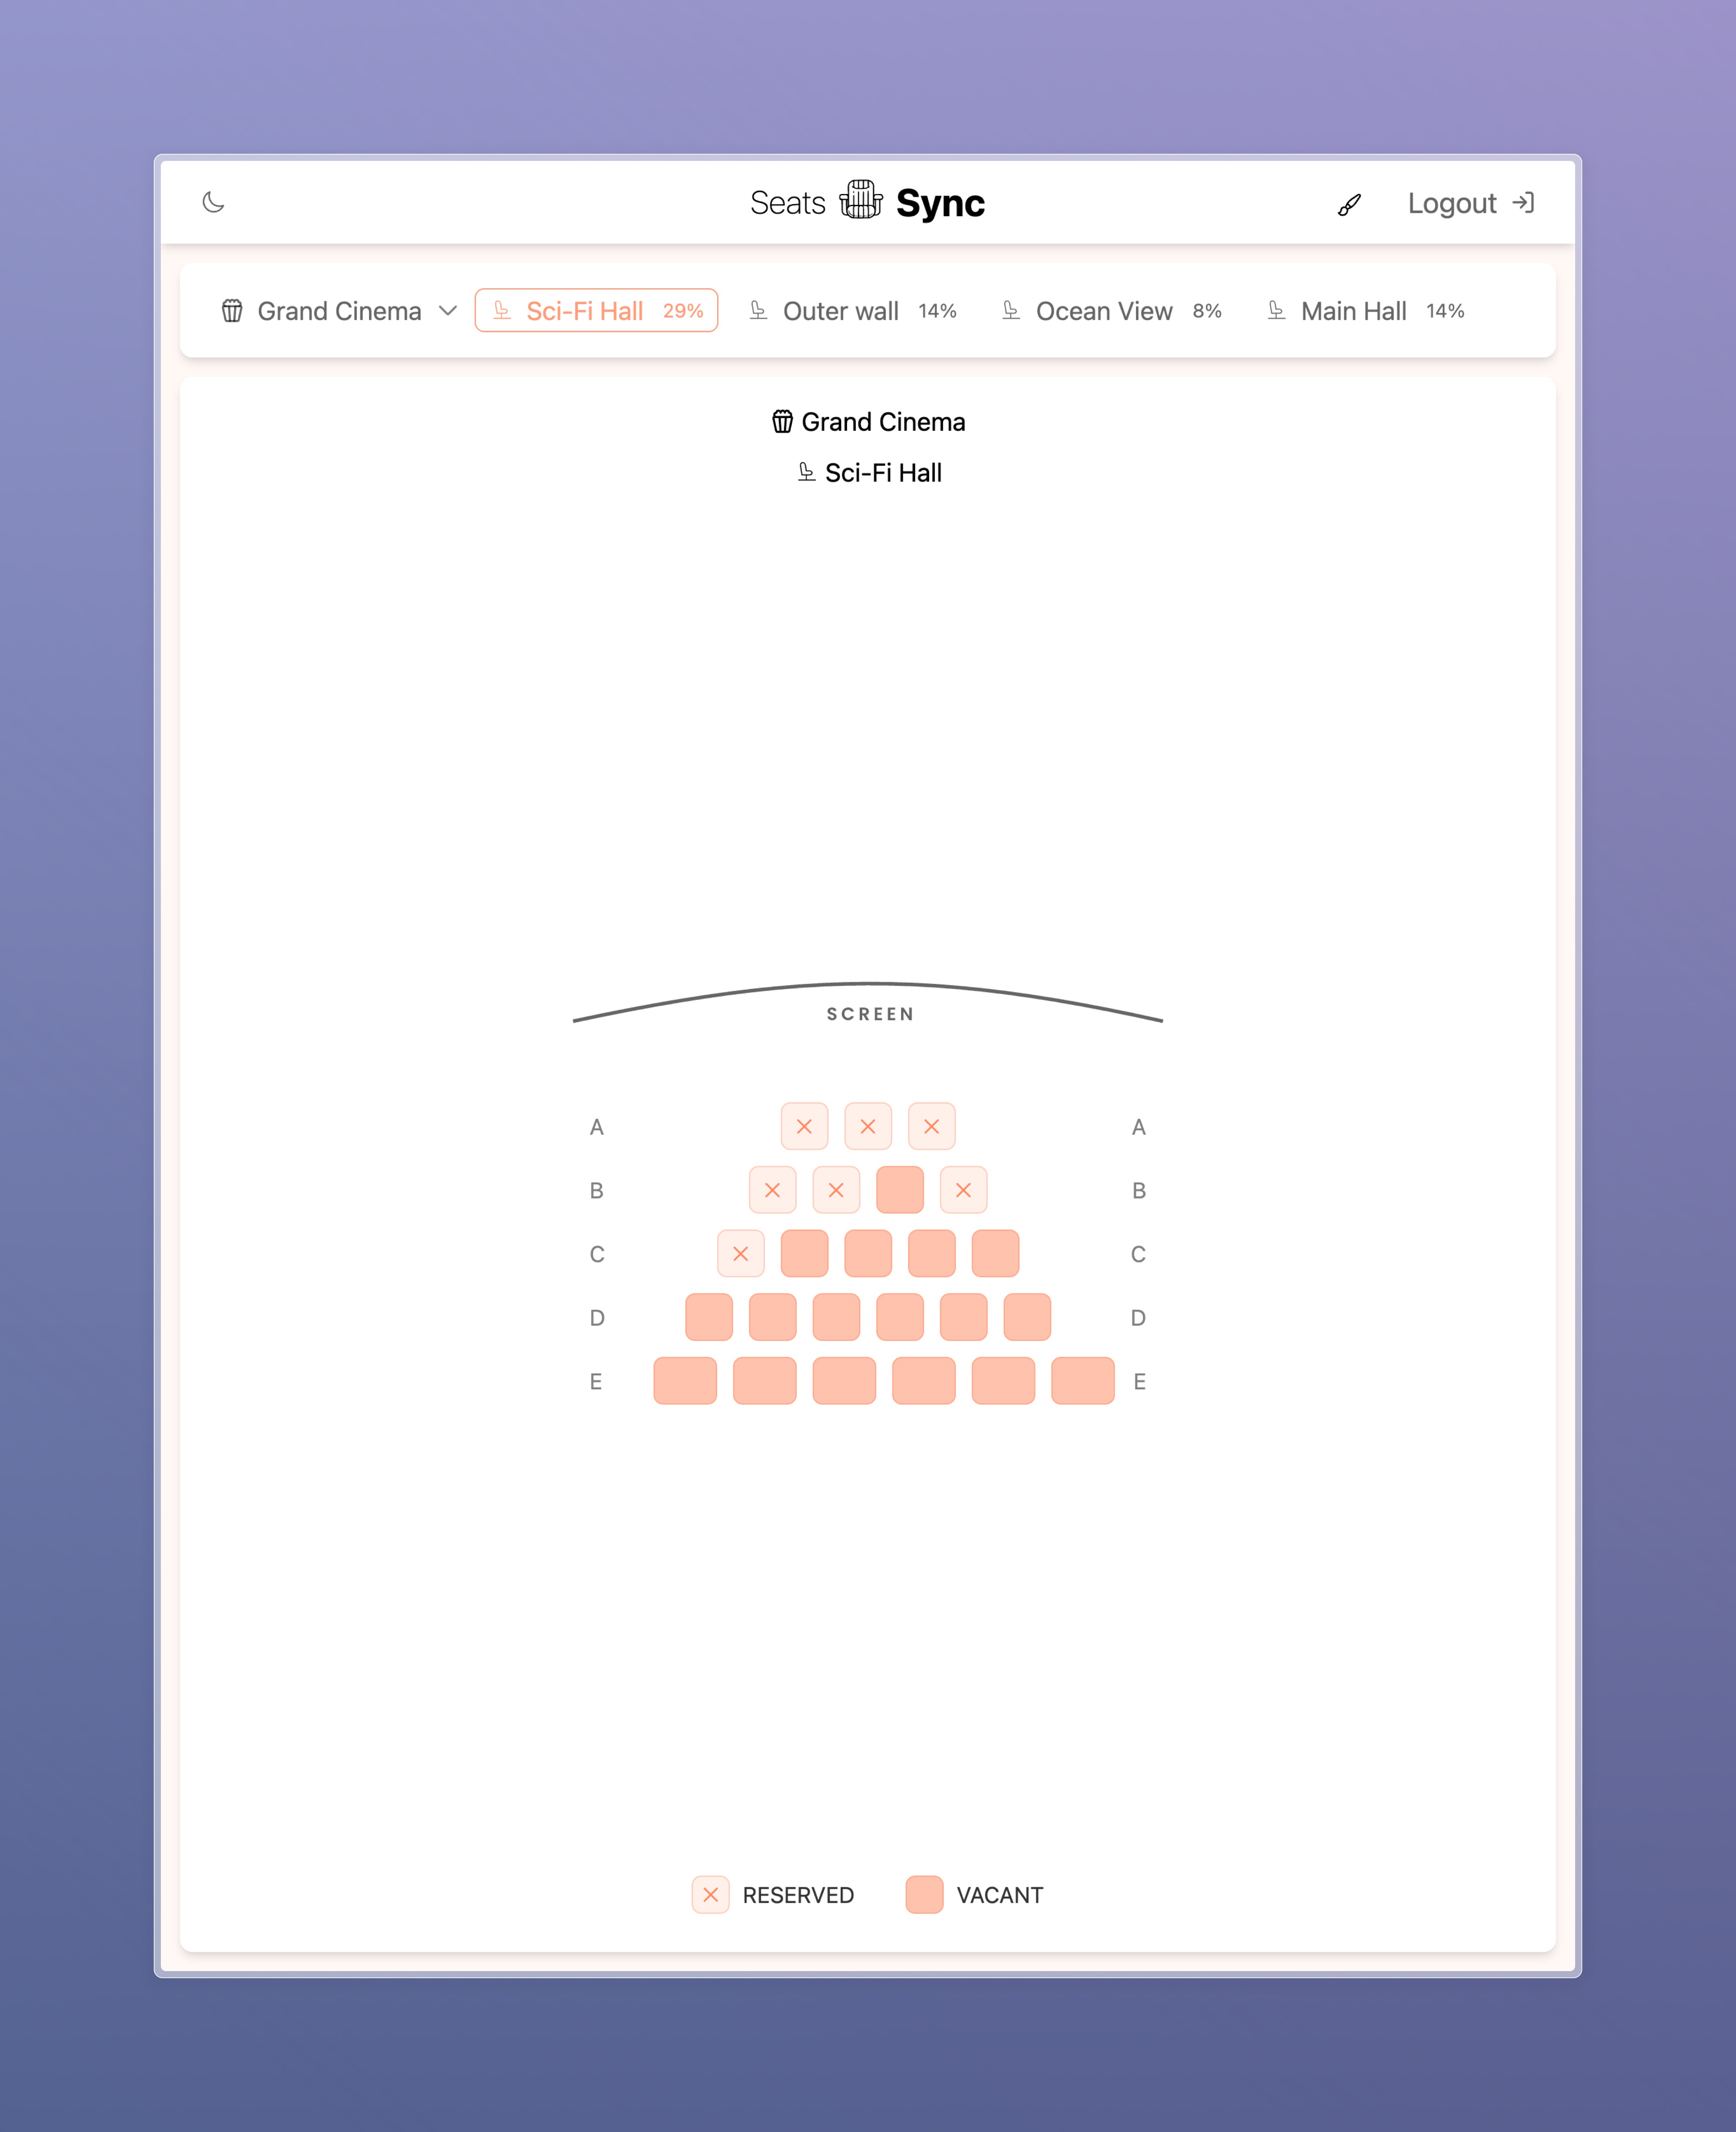 Seats Sync
Logout
Grand Cinema Sci-Fi Hall 29% Outer wall 14% Ocean View 8% Main Hall 14%
Grand Cinema
Sci-Fi Hall
SCREEN
A A
B B
C C
D D
E E
RESERVED VACANT